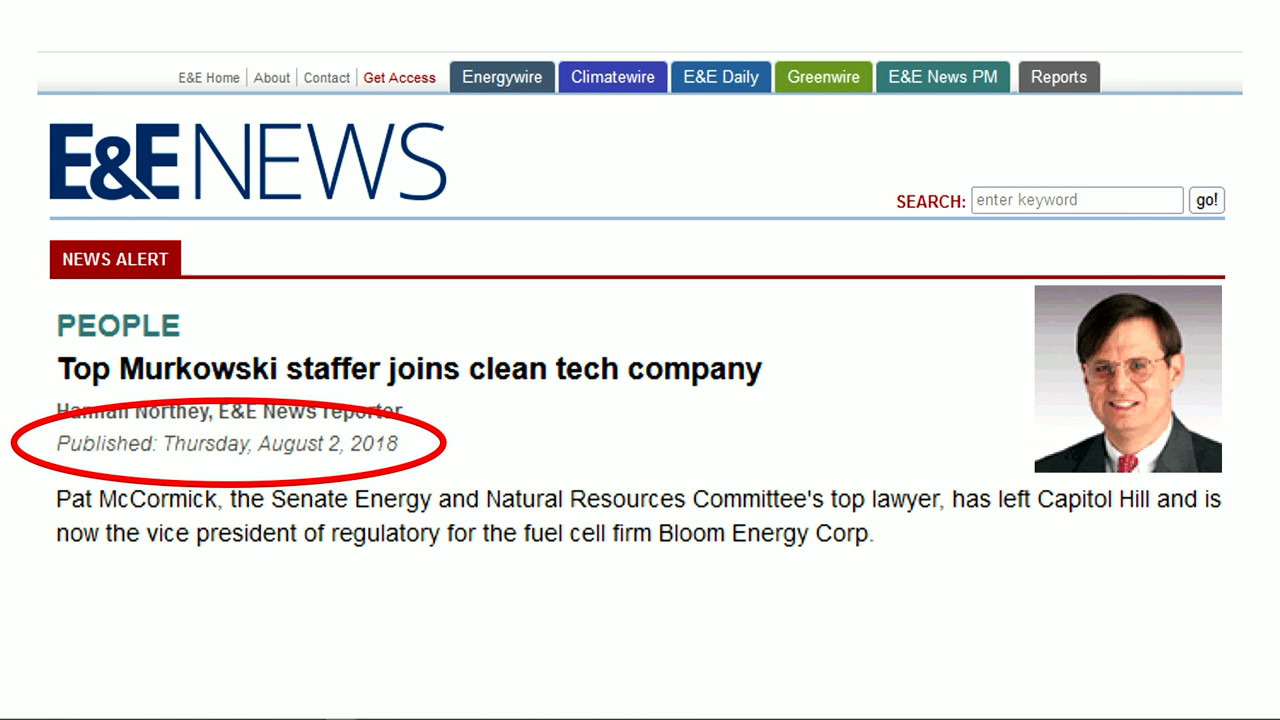 E&E Home About Contact Get Access Energywire Climatewire E&E Daily Greenwire E&E News PM Reports
E&E NEWS
SEARCH: enter keyword go!
NEWS ALERT
PEOPLE
Top Murkowski staffer joins clean tech company
Hannah Northey, E&E News reporter
Published: Thursday, August 2, 2018
Pat McCormick, the Senate Energy and Natural Resources Committee's top lawyer, has left Capitol Hill and is
now the vice president of regulatory for the fuel cell firm Bloom Energy Corp.